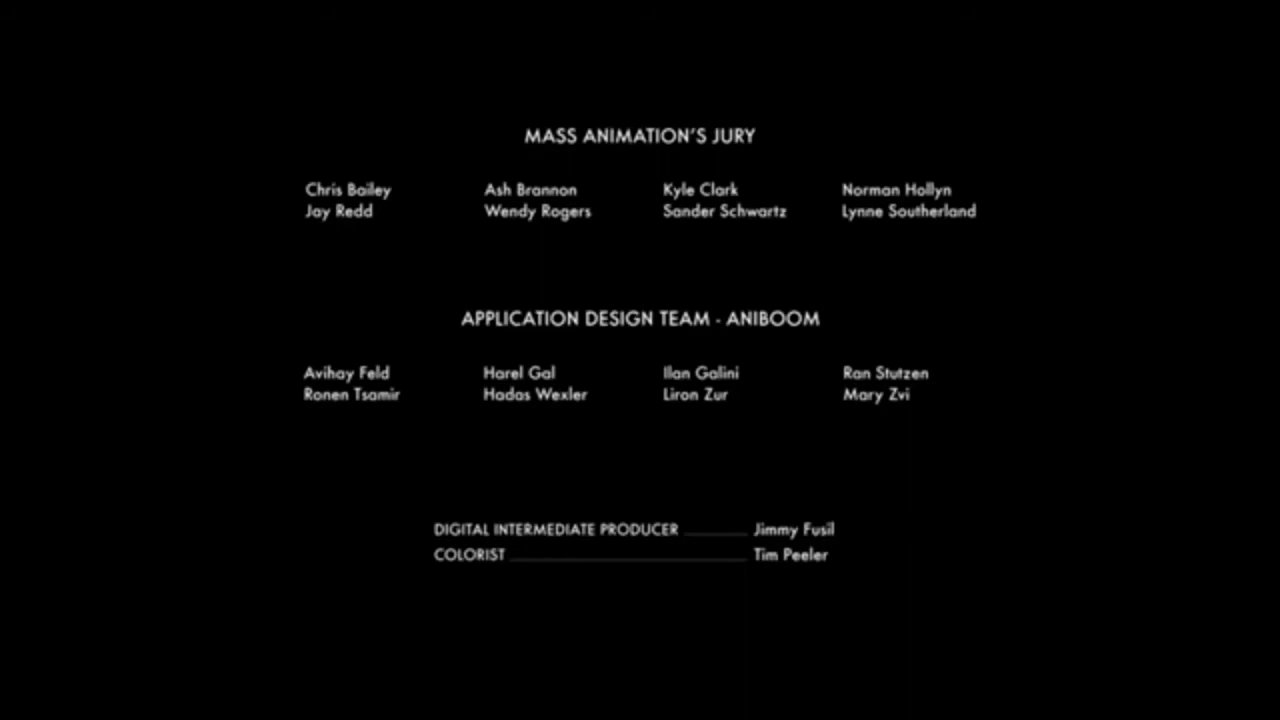 MASS ANIMATION'S JURY
Chris Bailey Ash Brannon Kyle Clark Norman Hollyn
Jay Redd Wendy Rogers Sander Schwartz Lynne Southerland
APPLICATION DESIGN TEAM - ANIBOOM
Avihay Feld Harel Gal Ilan Galini Ran Stutzen
Ronen Tsamir Hadas Wexler Liron Zur Mary Zvi
DIGITAL INTERMEDIATE PRODUCER Jimmy Fusil
COLORIST Tim Peeler